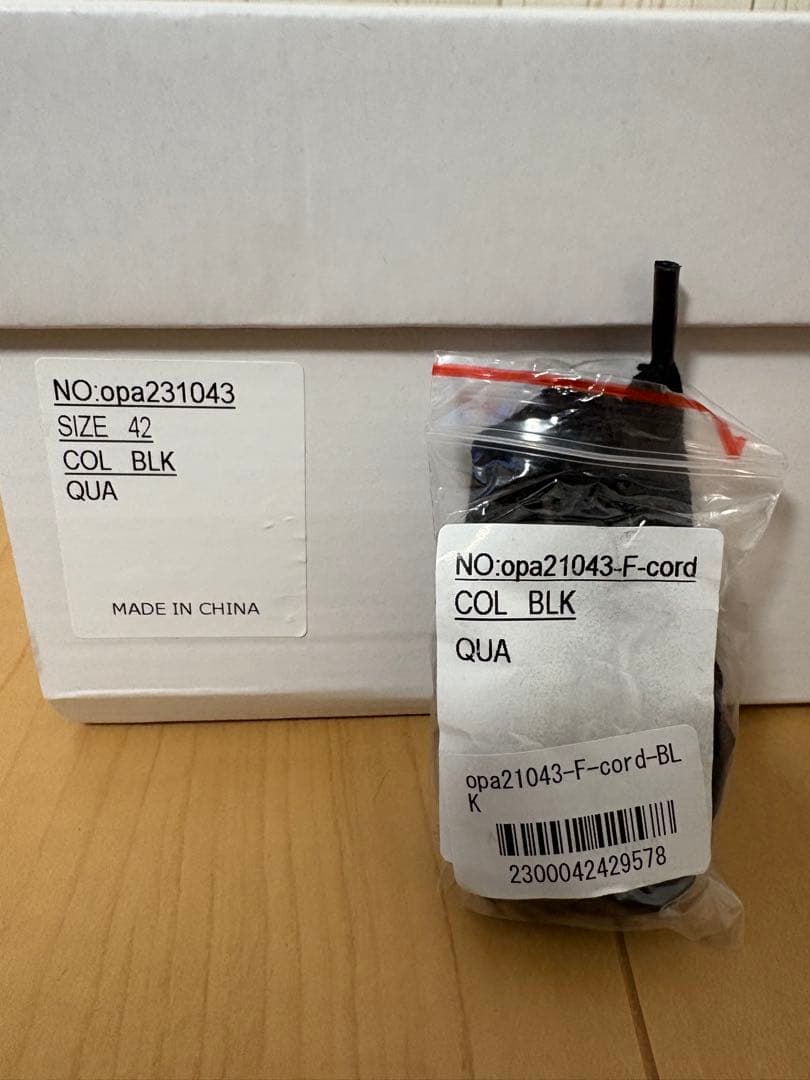 NO:opa231043
SIZE 42
COL BLK
QUA
MADE IN CHINA
NO:opa21043-F-cord
COL BLK
QUA
opa21043-F-cord-BL
K
2300042429578